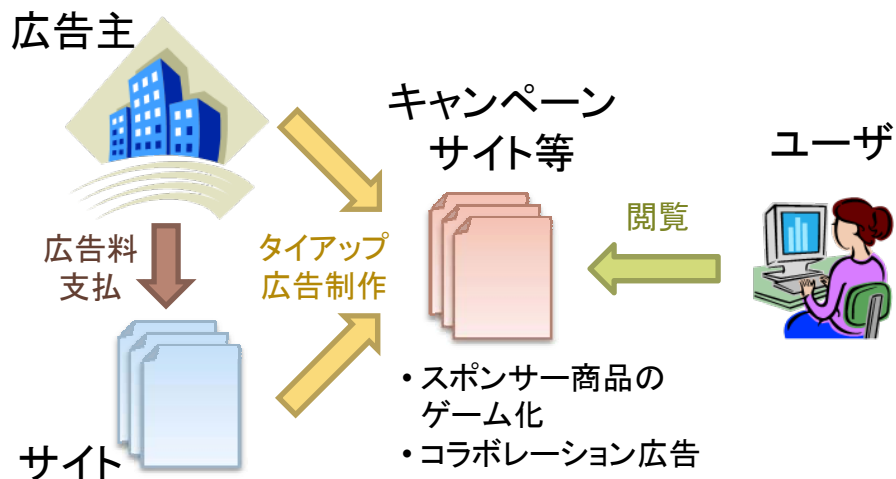 広告主
キャンペーン
サイト等
ユーザ
広告料
支払
タイアップ
広告制作
閲覧
・スポンサー商品の
ゲーム化
・コラボレーション広告
サイト